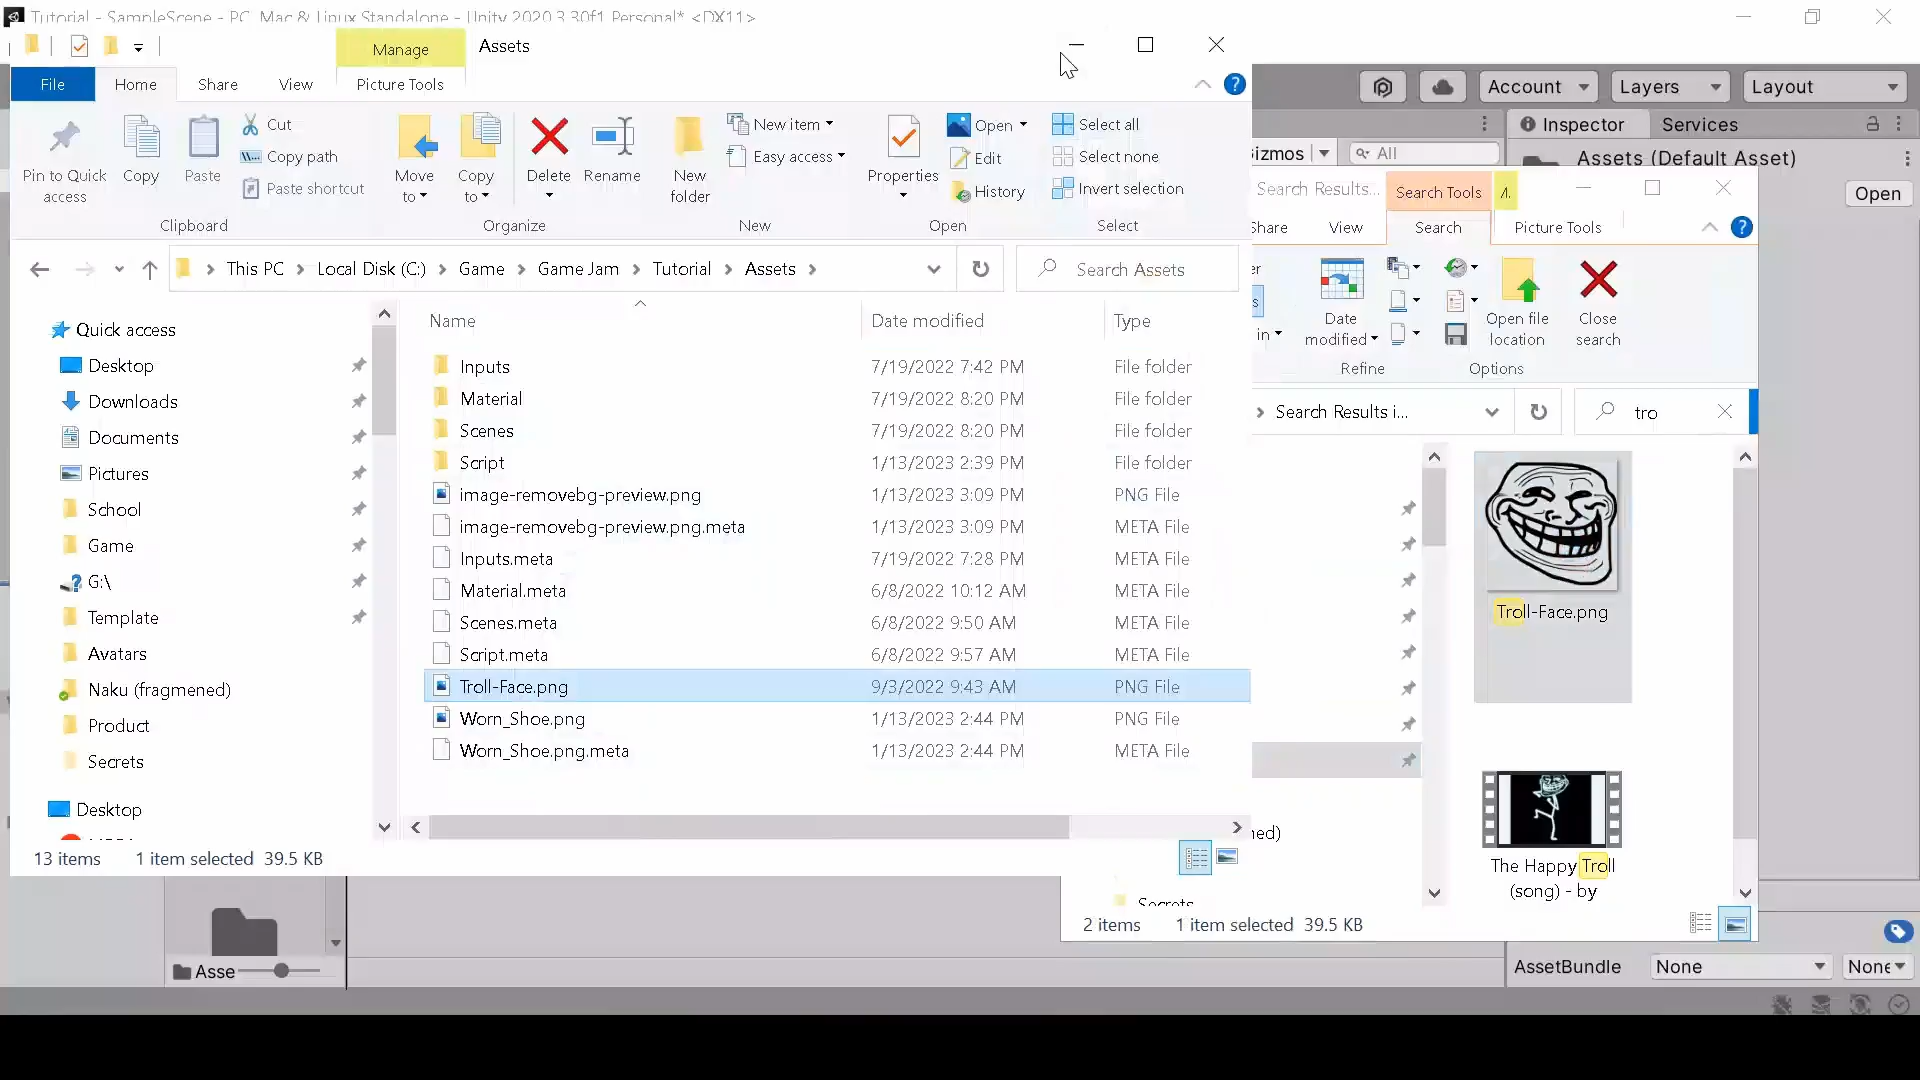 Tutorial - SampleScene - PC, Mac & Linux Standalone - Unity 2020.3.30f1 Personal* <DX11>
Manage
Assets
File
Home
Share
View
Picture Tools
Pin to Quick access
Copy
Paste
Cut
Copy path
Paste shortcut
Clipboard
Move to
Copy to
Delete
Rename
Organize
New folder
New item
Easy access
New
Properties
Open
Edit
History
Open
Select all
Select none
Invert selection
Select
This PC
Local Disk (C:)
Game
Game Jam
Tutorial
Assets
Search Assets
Quick access
Desktop
Downloads
Documents
Pictures
School
Game
G:\
Template
Avatars
Naku (fragmened)
Product
Secrets
Desktop
Name Date modified Type
Inputs 7/19/2022 7:42 PM File folder
Material 7/19/2022 8:20 PM File folder
Scenes 7/19/2022 8:20 PM File folder
Script 1/13/2023 2:39 PM File folder
image-removebg-preview.png 1/13/2023 3:09 PM PNG File
image-removebg-preview.png.meta 1/13/2023 3:09 PM META File
Inputs.meta 7/19/2022 7:28 PM META File
Material.meta 6/8/2022 10:12 AM META File
Scenes.meta 6/8/2022 9:50 AM META File
Script.meta 6/8/2022 9:57 AM META File
Troll-Face.png 9/3/2022 9:43 AM PNG File
Worn_Shoe.png 1/13/2023 2:44 PM PNG File
Worn_Shoe.png.meta 1/13/2023 2:44 PM META File
13 items 1 item selected 39.5 KB
Account
Layers
Layout
izmos
All
Inspector
Services
Assets (Default Asset)
Open
Search Results...
Search Tools
hare
View
Search
Picture Tools
in
Date modified
Open file location
Close search
Refine
Options
Search Results i...
tro
Troll-Face.png
The Happy Troll
(song) - by
ned)
Secrets
2 items 1 item selected 39.5 KB
Asse
AssetBundle
None
None